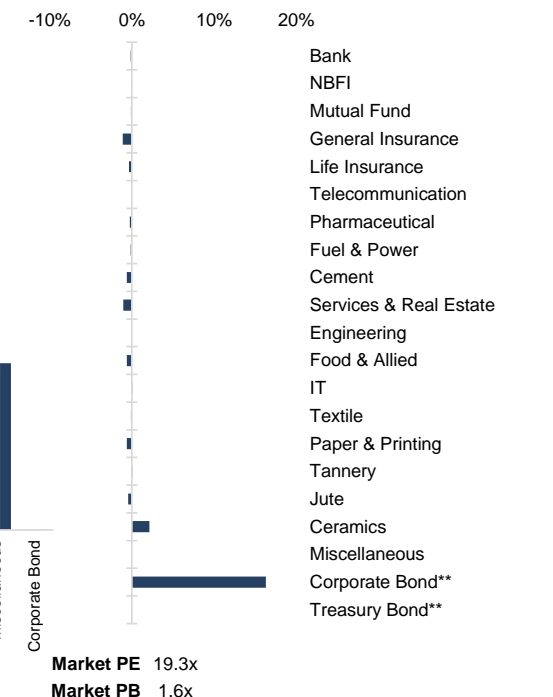 -10% 0% 10% 20%
Bank
NBFI
Mutual Fund
General Insurance
Life Insurance
Telecommunication
Pharmaceutical
Fuel & Power
Cement
Services & Real Estate
Engineering
Food & Allied
IT
Textile
Paper & Printing
Tannery
Jute
Ceramics
Miscellaneous
Corporate Bond**
Treasury Bond**
Corporate Bond
Market PE 19.3x
Market PB 1.6x